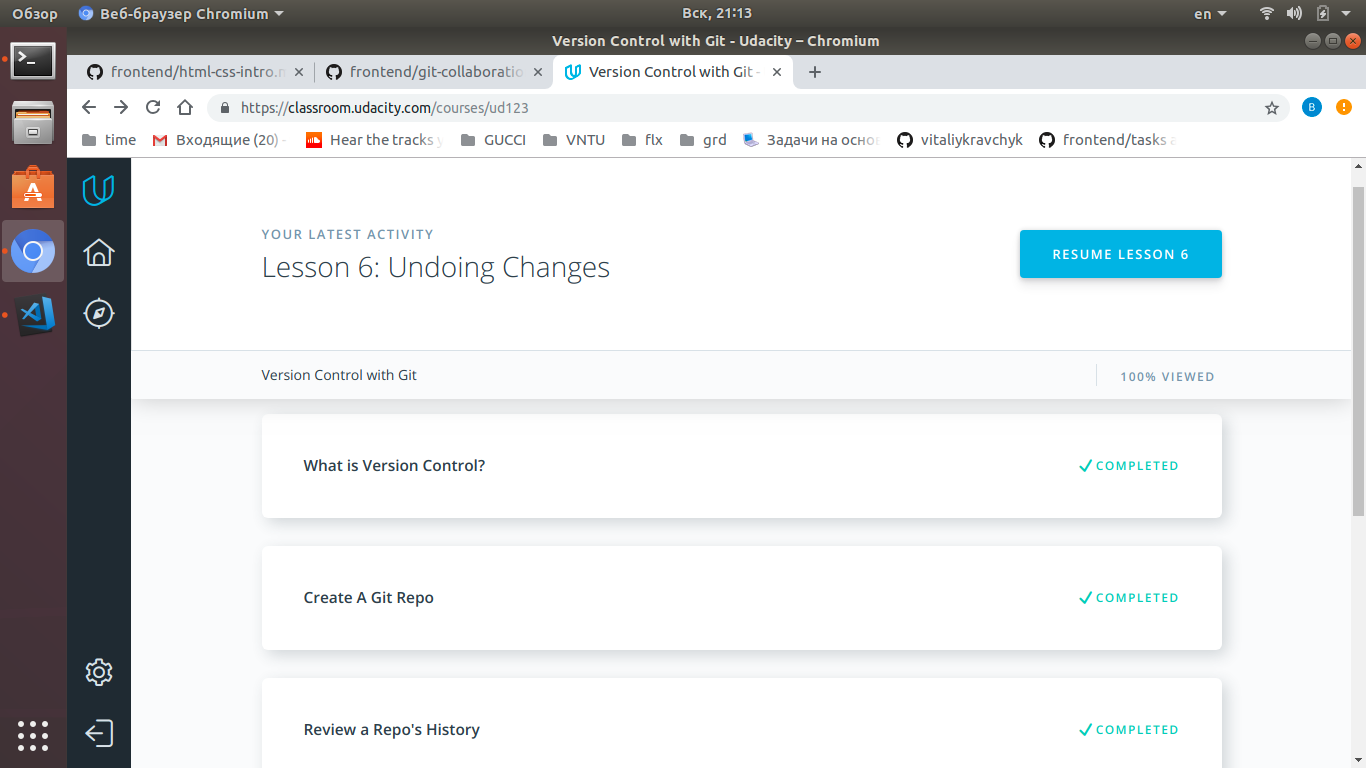 Обзор Веб-браузер Chromium Вск, 21:13 en
Version Control with Git - Udacity – Chromium
frontend/html-css-intro.m frontend/git-collaboratio Version Control with Git -
https://classroom.udacity.com/courses/ud123 B
time Входящие (20) - Hear the tracks y GUCCI VNTU flx grd Задачи на осно vitaliykravchyk frontend/tasks a
YOUR LATEST ACTIVITY
Lesson 6: Undoing Changes
RESUME LESSON 6
Version Control with Git
100% VIEWED
What is Version Control?
COMPLETED
Create A Git Repo
COMPLETED
Review a Repo's History
COMPLETED